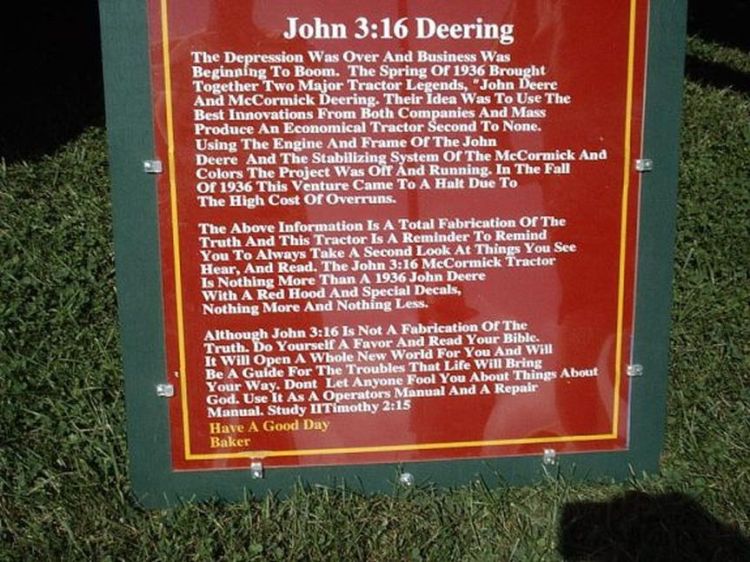 John 3:16 Deering
The Depression Was Over And Business Was
Beginning To Boom. The Spring Of 1936 Brought
Together Two Major Tractor Legends, "John Deere
And McCormick Deering. Their Idea Was To Use The
Best Innovations From Both Companies And Mass
Produce An Economical Tractor Second To None.
Using The Engine And Frame Of The John
Deere And The Stabilizing System Of The McCormick And
Colors The Project Was Off And Running. In The Fall
Of 1936 This Venture Came To A Halt Due To
The High Cost Of Overruns.
The Above Information Is A Total Fabrication Of The
Truth And This Tractor Is A Reminder To Remind
You To Always Take A Second Look At Things You See
Hear, And Read. The John 3:16 McCormick Tractor
Is Nothing More Than A 1936 John Deere
With A Red Hood And Special Decals,
Nothing More And Nothing Less.
Although John 3:16 Is Not A Fabrication Of The
Truth. Do Yourself A Favor And Read Your Bible.
It Will Open A Whole New World For You And Will
Be A Guide For The Troubles That Life Will Bring
Your Way. Dont Let Anyone Fool You About Things About
God. Use It As A Operators Manual And A Repair
Manual. Study IITimothy 2:15
Have A Good Day
Baker